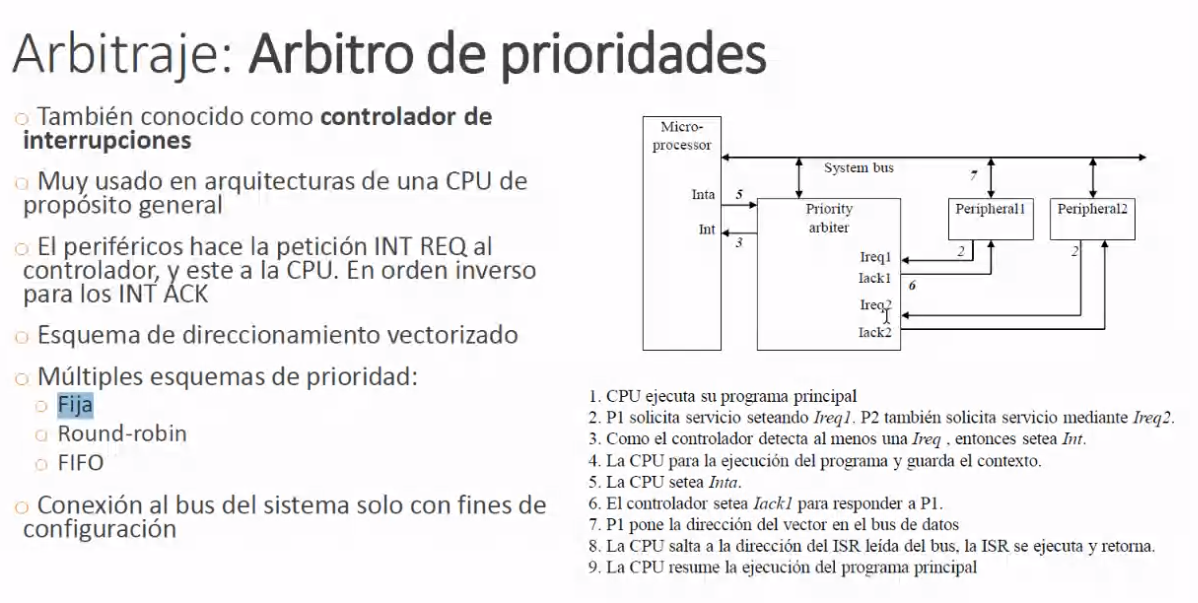 Arbitraje: Arbitro de prioridades
También conocido como controlador de
interrupciones
Muy usado en arquitecturas de una CPU de
propósito general
El periféricos hace la petición INT REQ al
controlador, y este a la CPU. En orden inverso
para los INT ACK
Esquema de direccionamiento vectorizado
Múltiples esquemas de prioridad:
Fija
Round-robin
FIFO
Conexión al bus del sistema solo con fines de
configuración
Micro-
processor
System bus
7
Inta
5
Int
3
Priority
arbiter
Peripheral1
Peripheral2
Ireq1
2
2
Iack1
6
Ireq2
Iack2
1. CPU ejecuta su programa principal
2. P1 solicita servicio seteando Ireq1. P2 también solicita servicio mediante Ireq2.
3. Como el controlador detecta al menos una Ireq , entonces setea Int.
4. La CPU para la ejecución del programa y guarda el contexto.
5. La CPU setea Inta.
6. El controlador setea Iack1 para responder a P1.
7. P1 pone la dirección del vector en el bus de datos
8. La CPU salta a la dirección del ISR leída del bus, la ISR se ejecuta y retorna.
9. La CPU resume la ejecución del programa principal